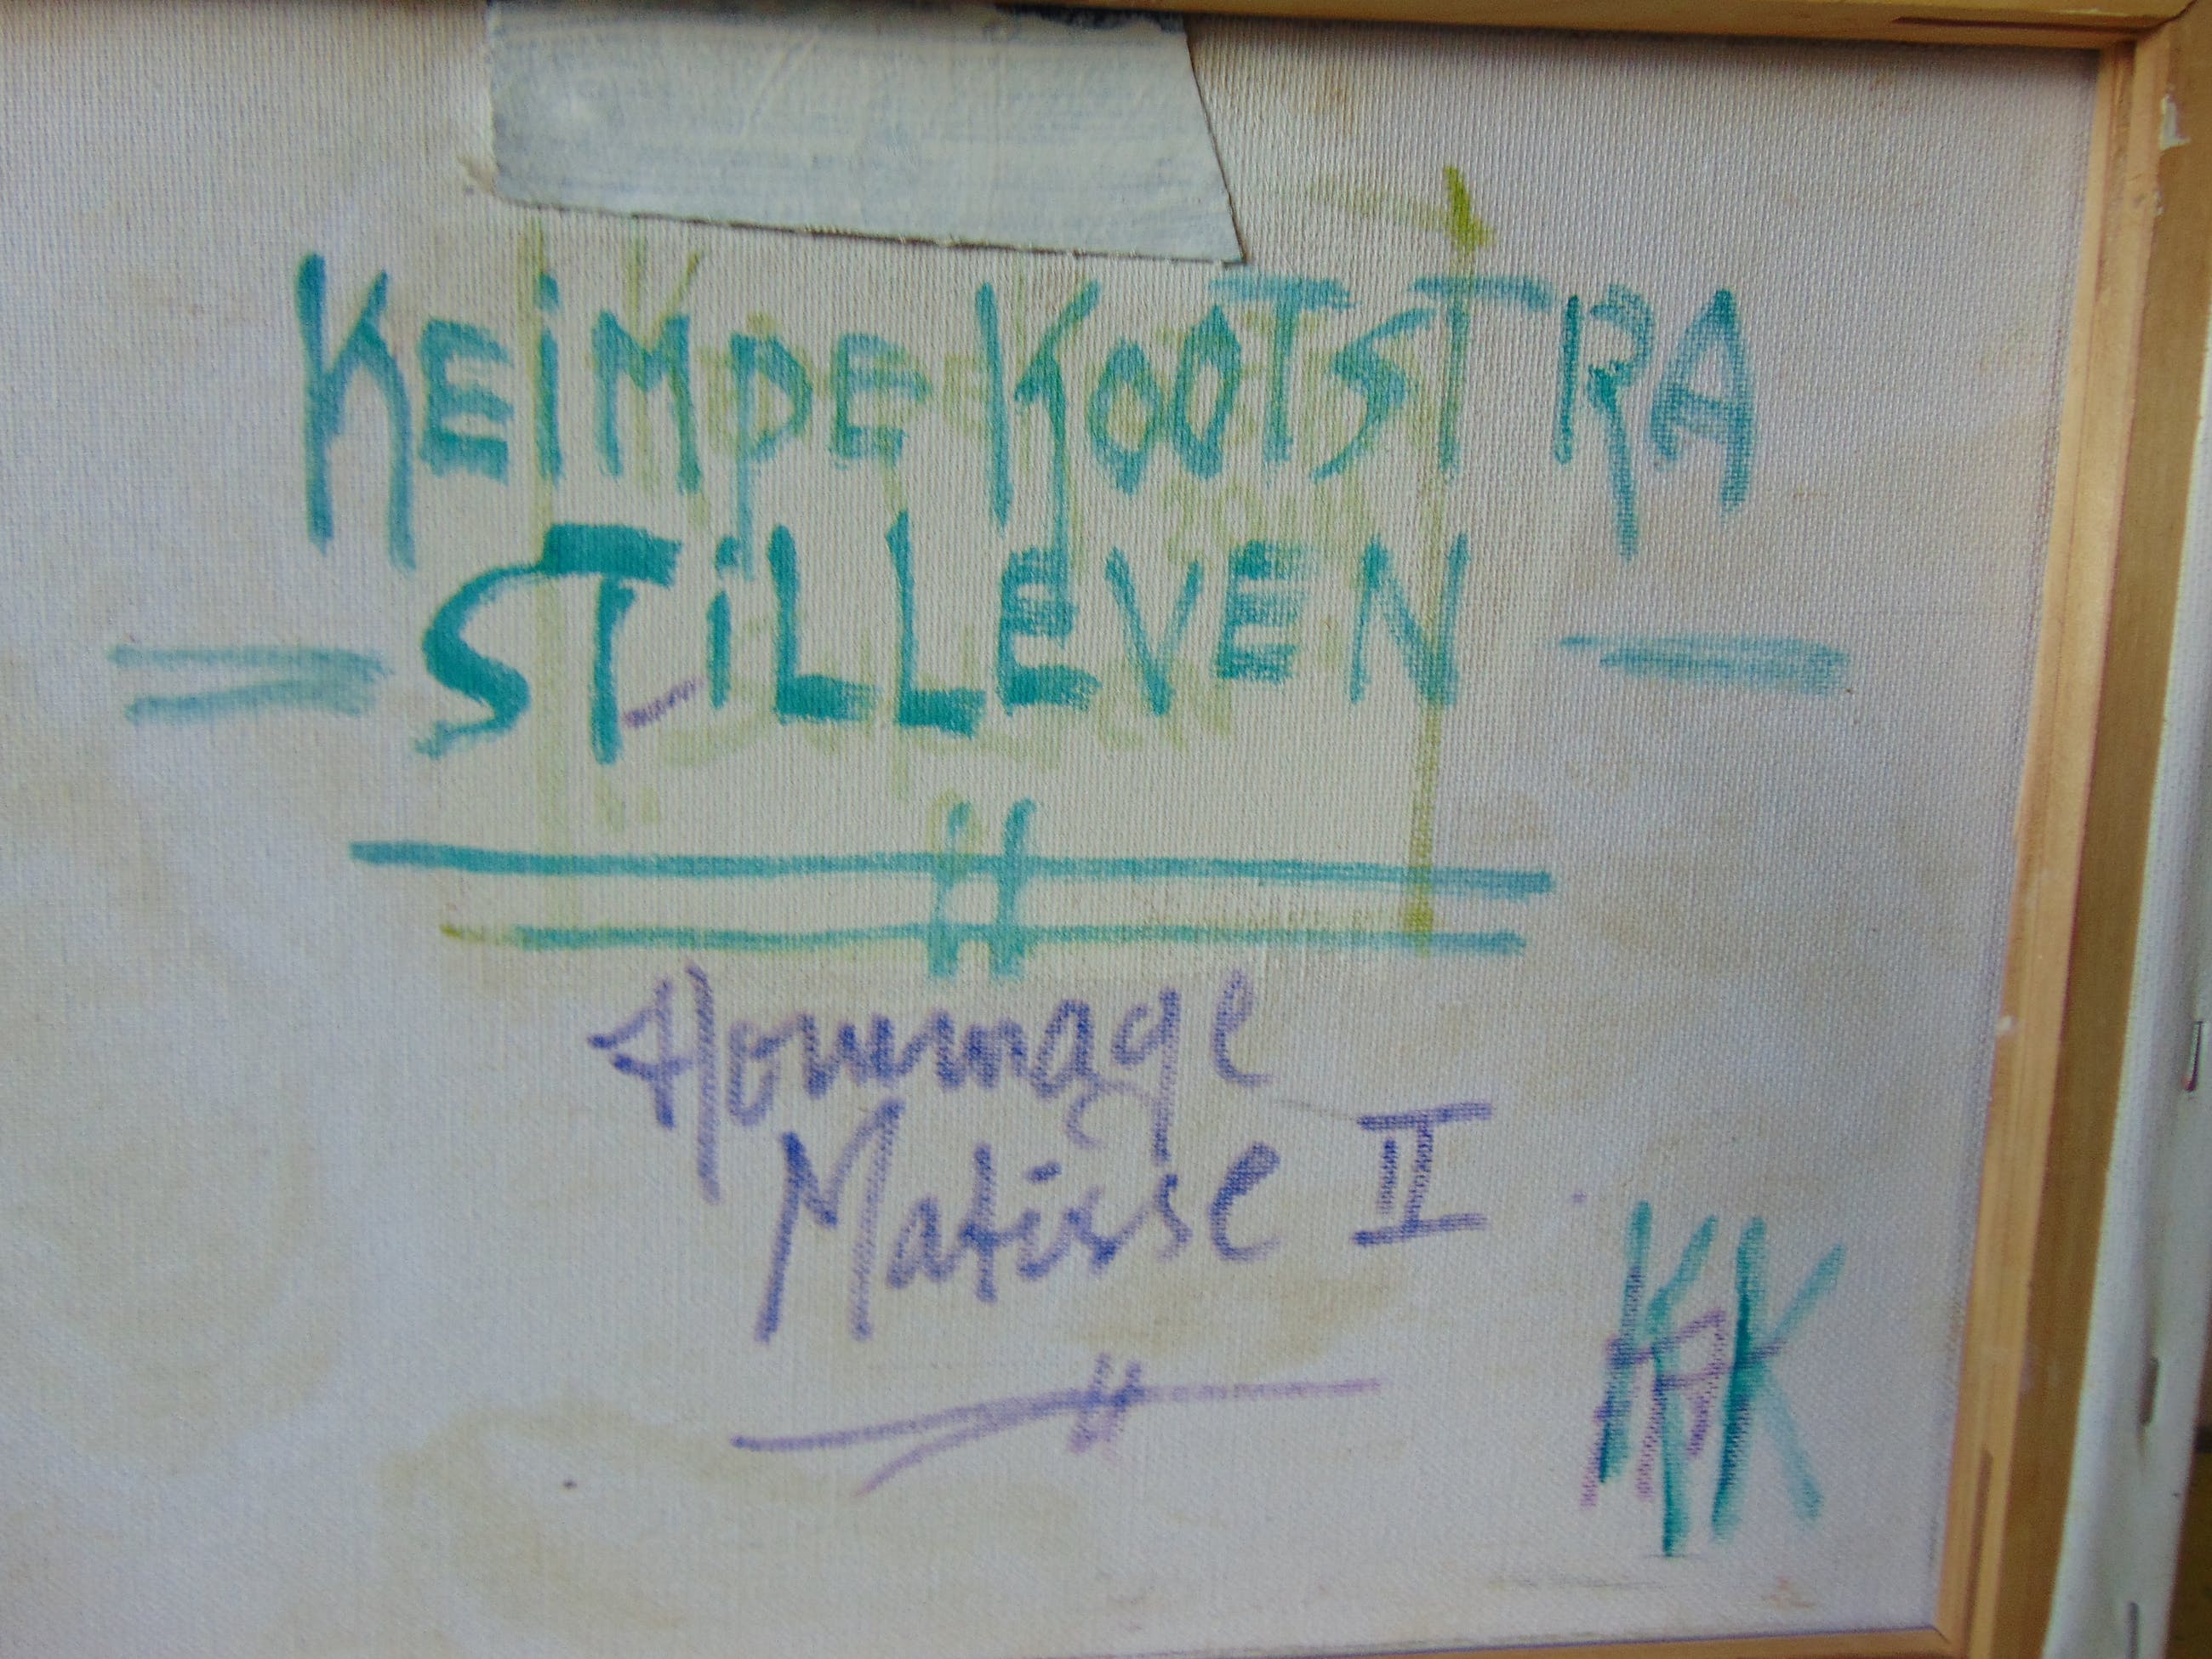 KEiMPE KOOTSTRA
STiLLEVEN
Hommage
Matisse II
KK